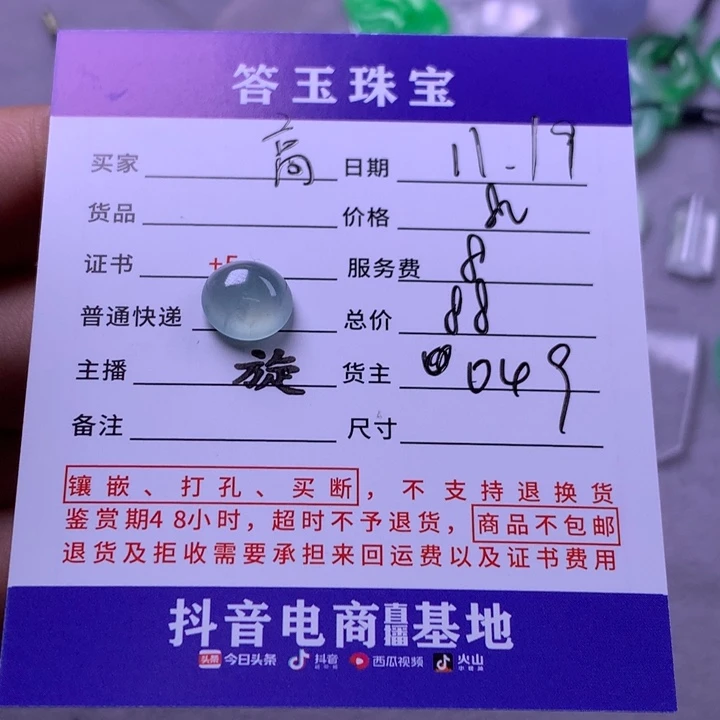 答玉珠宝
买家 高 日期 11-19
货品 价格
证书 +5 服务费 8
普通快递 总价 88
主播 旋 货主 049
备注 尺寸
镶嵌、打孔、买断，不支持退换货
鉴赏期48小时，超时不予退货，商品不包邮
退货及拒收需要承担来回运费以及证书费用
抖音电商直播基地
头条 今日头条 抖音 西瓜视频 火山